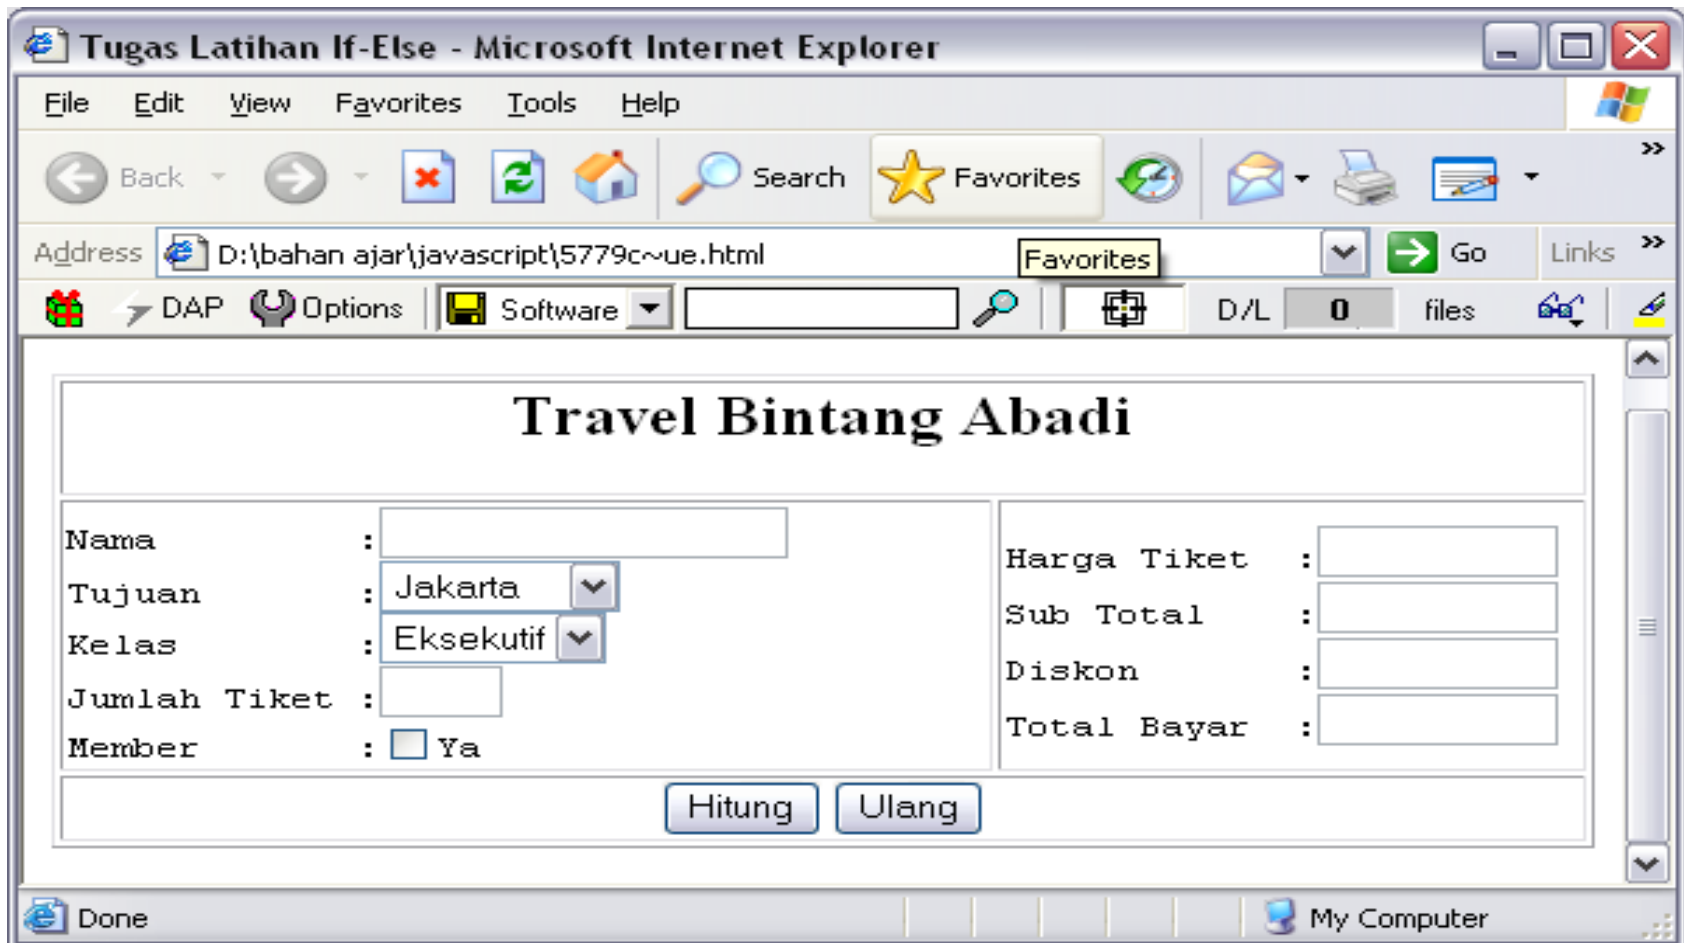 Tugas Latihan If-Else - Microsoft Internet Explorer
File Edit View Favorites Tools Help
Back Search Favorites »
Address D:\bahan ajar\javascript\5779c~ue.html Go Links »
Favorites
DAP Options Software D/L 0 files
Travel Bintang Abadi
Nama :
Tujuan : Jakarta
Kelas : Eksekutif
Jumlah Tiket :
Member : Ya
Harga Tiket :
Sub Total :
Diskon :
Total Bayar :
Hitung Ulang
Done My Computer